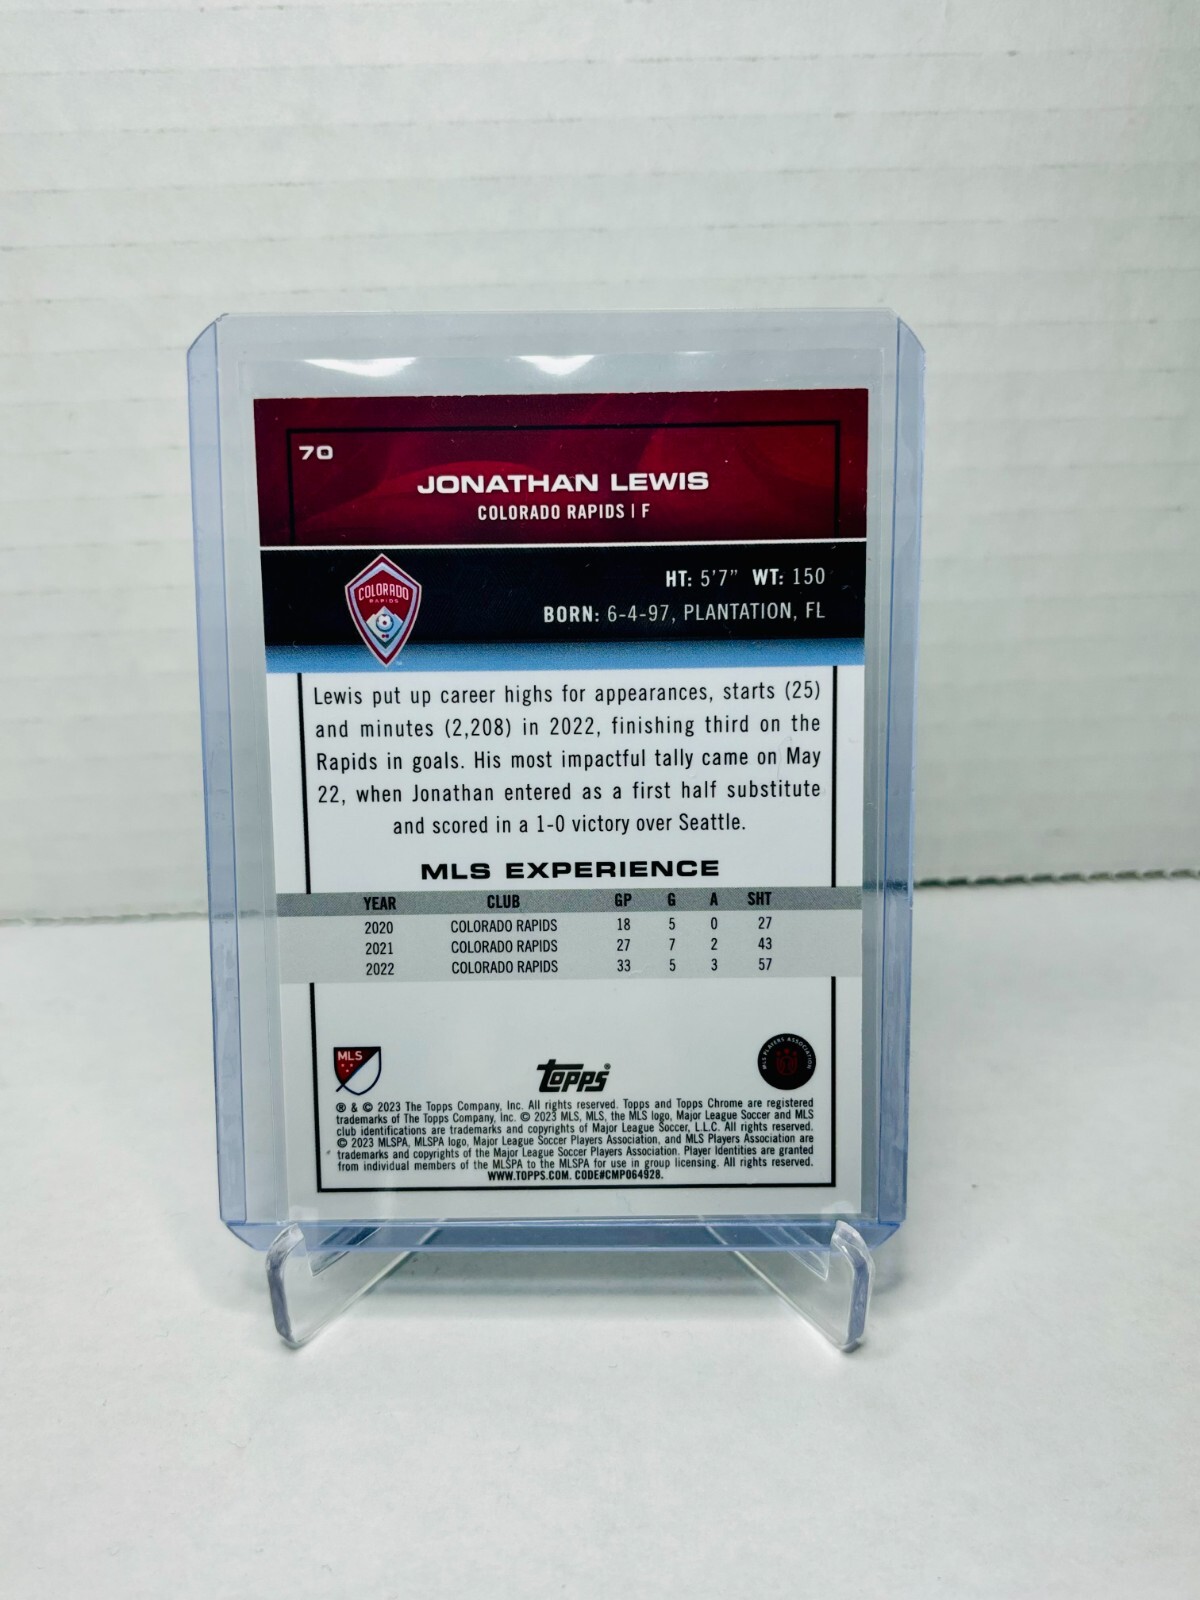 70
JONATHAN LEWIS
COLORADO RAPIDS | F
COLORADO
RAPIDS
HT: 5'7" WT: 150
BORN: 6-4-97, PLANTATION, FL
Lewis put up career highs for appearances, starts (25)
and minutes (2,208) in 2022, finishing third on the
Rapids in goals. His most impactful tally came on May
22, when Jonathan entered as a first half substitute
and scored in a 1-0 victory over Seattle.
MLS EXPERIENCE
YEAR CLUB GP G A SHT
2020 COLORADO RAPIDS 18 5 0 27
2021 COLORADO RAPIDS 27 7 2 43
2022 COLORADO RAPIDS 33 5 3 57
MLS
Topps®
MLS PLAYERS ASSOCIATION
® & © 2023 The Topps Company, Inc. All rights reserved. Topps and Topps Chrome are registered
trademarks of The Topps Company, Inc. © 2023 MLS, MLS, the MLS logo, Major League Soccer and MLS
club identifications are trademarks and copyrights of Major League Soccer, L.L.C. All rights reserved.
© 2023 MLSPA, MLSPA logo, Major League Soccer Players Association, and MLS Players Association are
trademarks and copyrights of the MLS Players Association. Player Identities are granted
from individual members of the MLSPA to the MLSPA for use in group licensing. All rights reserved.
WWW.TOPPS.COM. CODE#CMP064928.